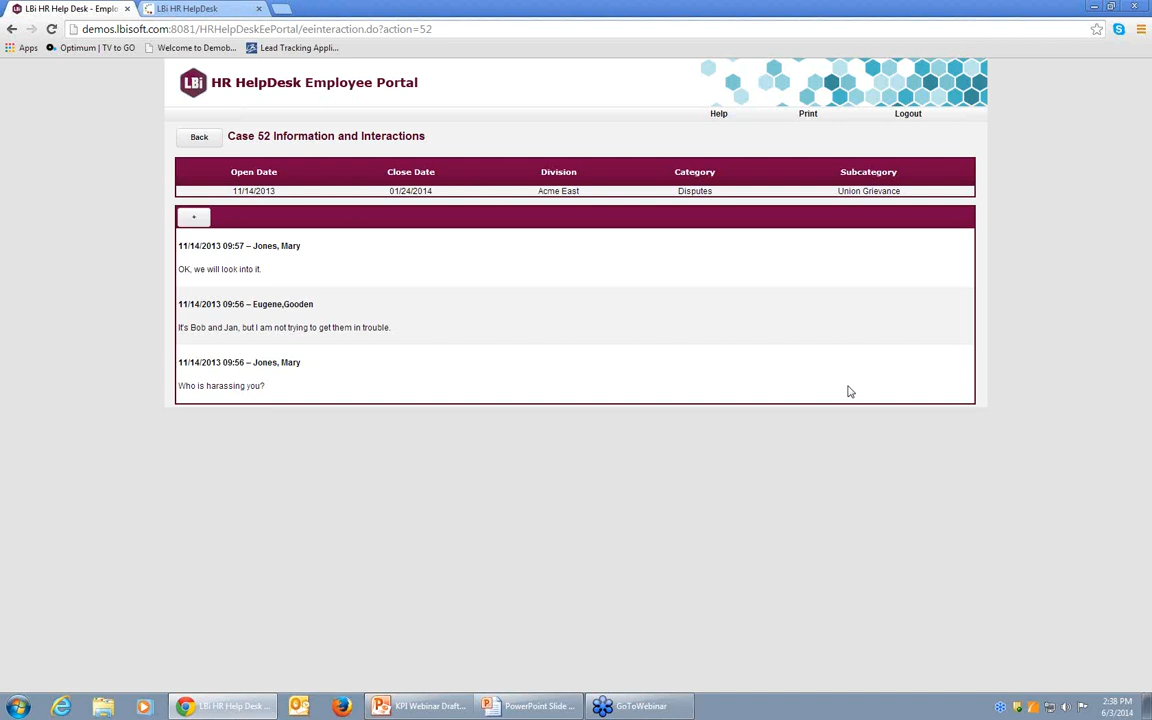 LBi HR Help Desk - Emplo
LBi HR HelpDesk
demos.lbisoft.com:8081/HRHelpDeskEePortal/eeinteraction.do?action=52
Apps
Optimum | TV to GO
Welcome to Demob...
Lead Tracking Appli...
LBi
HR HelpDesk Employee Portal
Help
Print
Logout
Back
Case 52 Information and Interactions
Open Date
Close Date
Division
Category
Subcategory
11/14/2013
01/24/2014
Acme East
Disputes
Union Grievance
+
11/14/2013 09:57 – Jones, Mary
OK, we will look into it.
11/14/2013 09:56 – Eugene,Gooden
It's Bob and Jan, but I am not trying to get them in trouble.
11/14/2013 09:56 – Jones, Mary
Who is harassing you?
LBi HR Help Desk ...
KPI Webinar Draft...
PowerPoint Slide ...
GoToWebinar
2:38 PM
6/3/2014